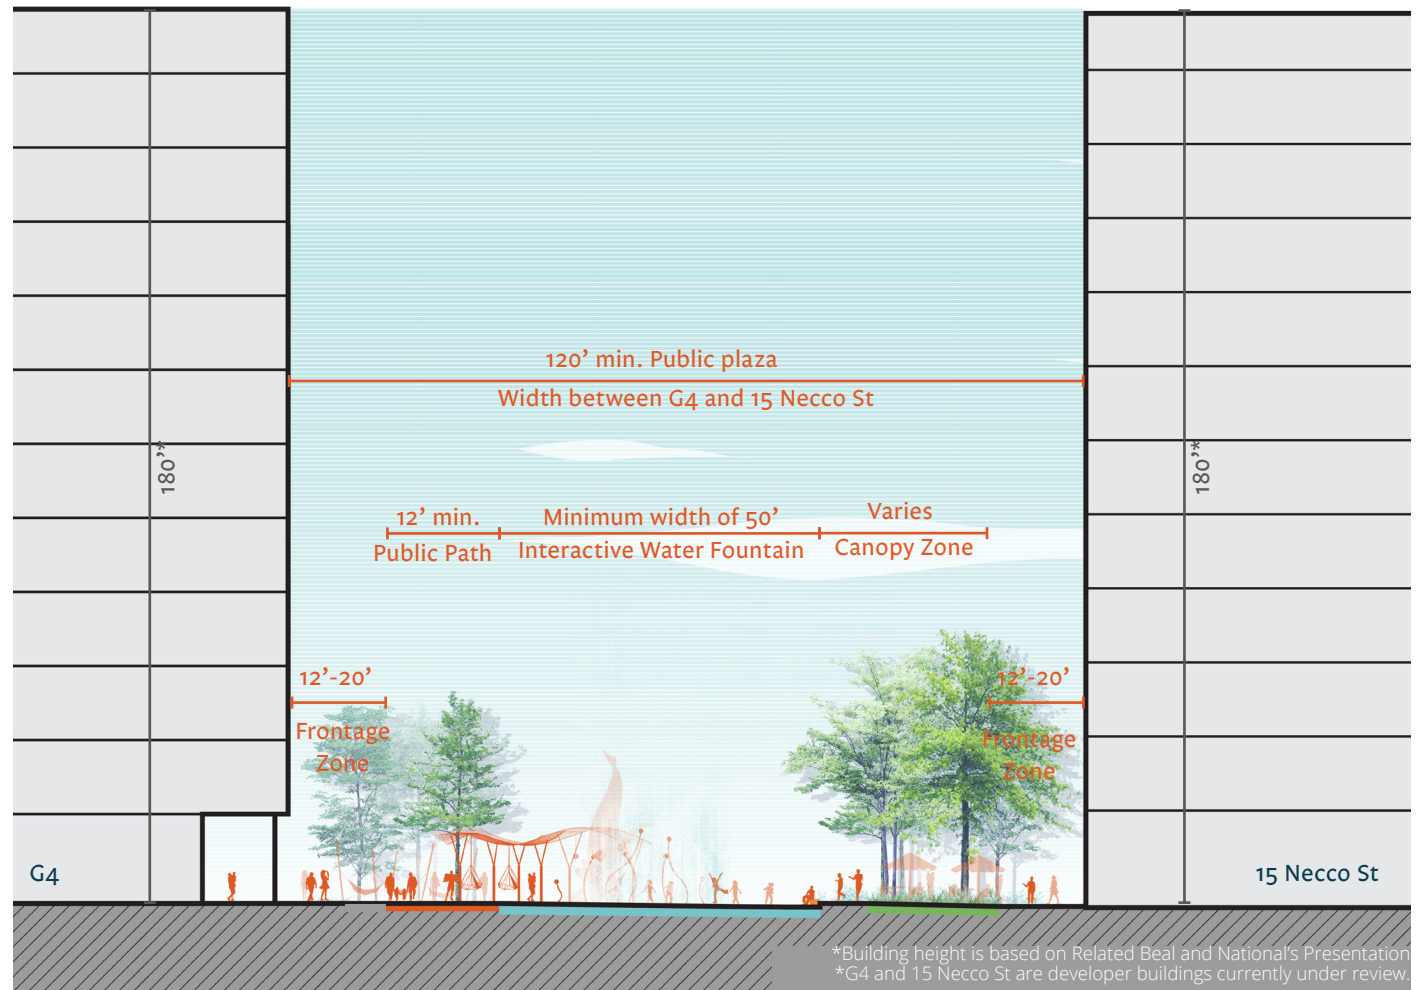 120’ min. Public plaza
Width between G4 and 15 Necco St
180’*
180’*
12’ min.
Public Path
Minimum width of 50’
Interactive Water Fountain
Varies
Canopy Zone
12’-20’
Frontage
Zone
12’-20’
Frontage
Zone
G4
15 Necco St
*Building height is based on Related Beal and National’s Presentation
*G4 and 15 Necco St are developer buildings currently under review.